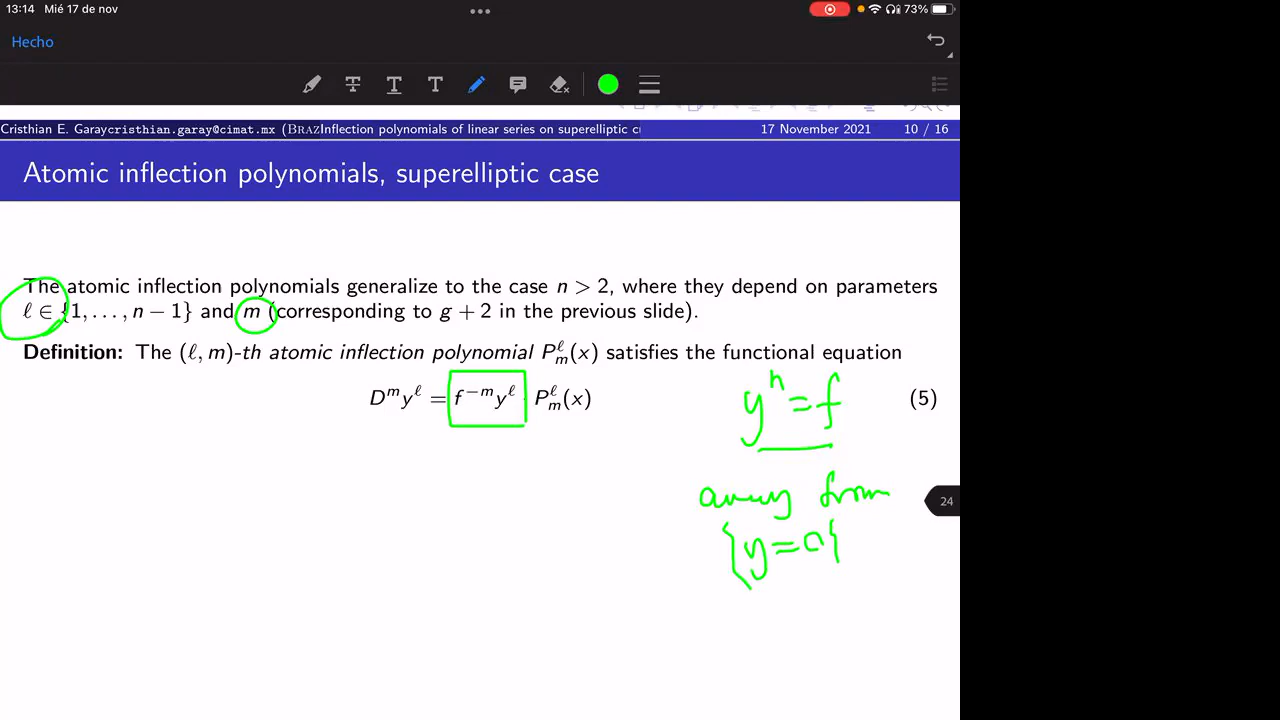 13:14 Mié 17 de nov
73%
Hecho
Cristhian E. Garaycristhian.garay@cimat.mx (BRAZInflection polynomials of linear series on superelliptic c 17 November 2021 10 / 16
Atomic inflection polynomials, superelliptic case
The atomic inflection polynomials generalize to the case n > 2, where they depend on parameters
ℓ ∈ {1, . . . , n − 1} and m (corresponding to g + 2 in the previous slide).
Definition: The (ℓ, m)-th atomic inflection polynomial P_m^ℓ(x) satisfies the functional equation
D^m y^ℓ = f^{−m} y^ℓ · P_m^ℓ(x) (5)
y^n = f
away from
{y=0}
24